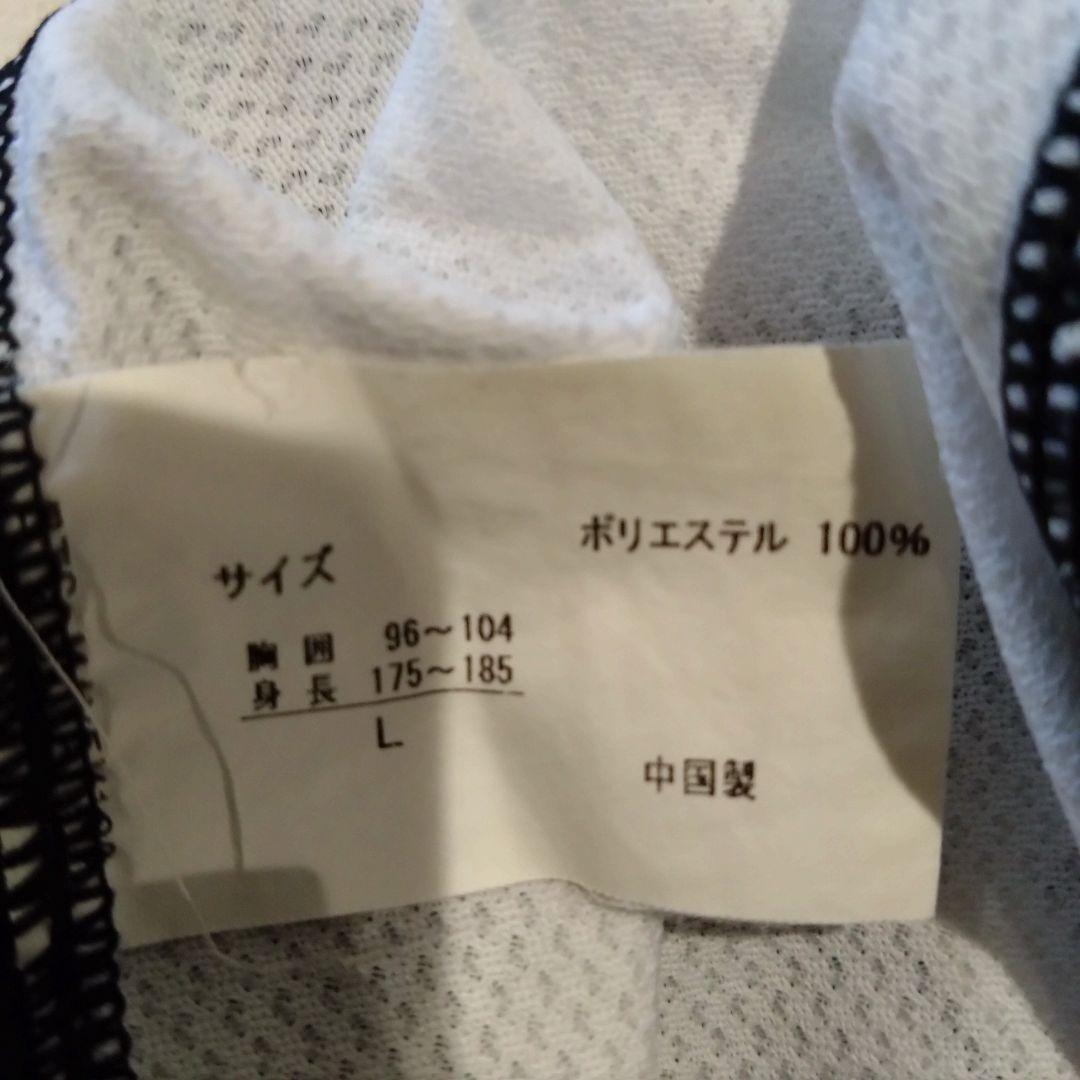 サイズ
胸囲 96～104
身長 175～185
L
ポリエステル 100%
中国製